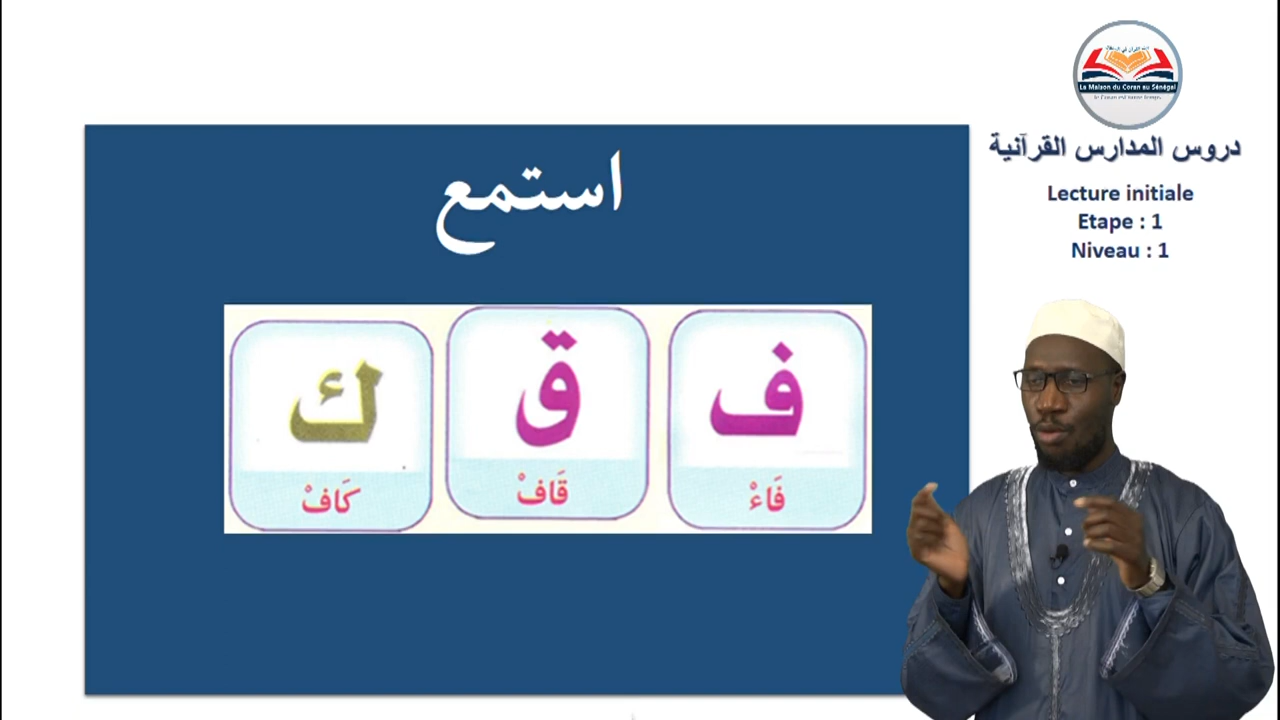 استمع
ف ق ك
فَاءْ قَافْ كَافْ
La Maison du Coran au Sénégal
دروس المدارس القرآنية
Lecture initiale
Etape : 1
Niveau : 1